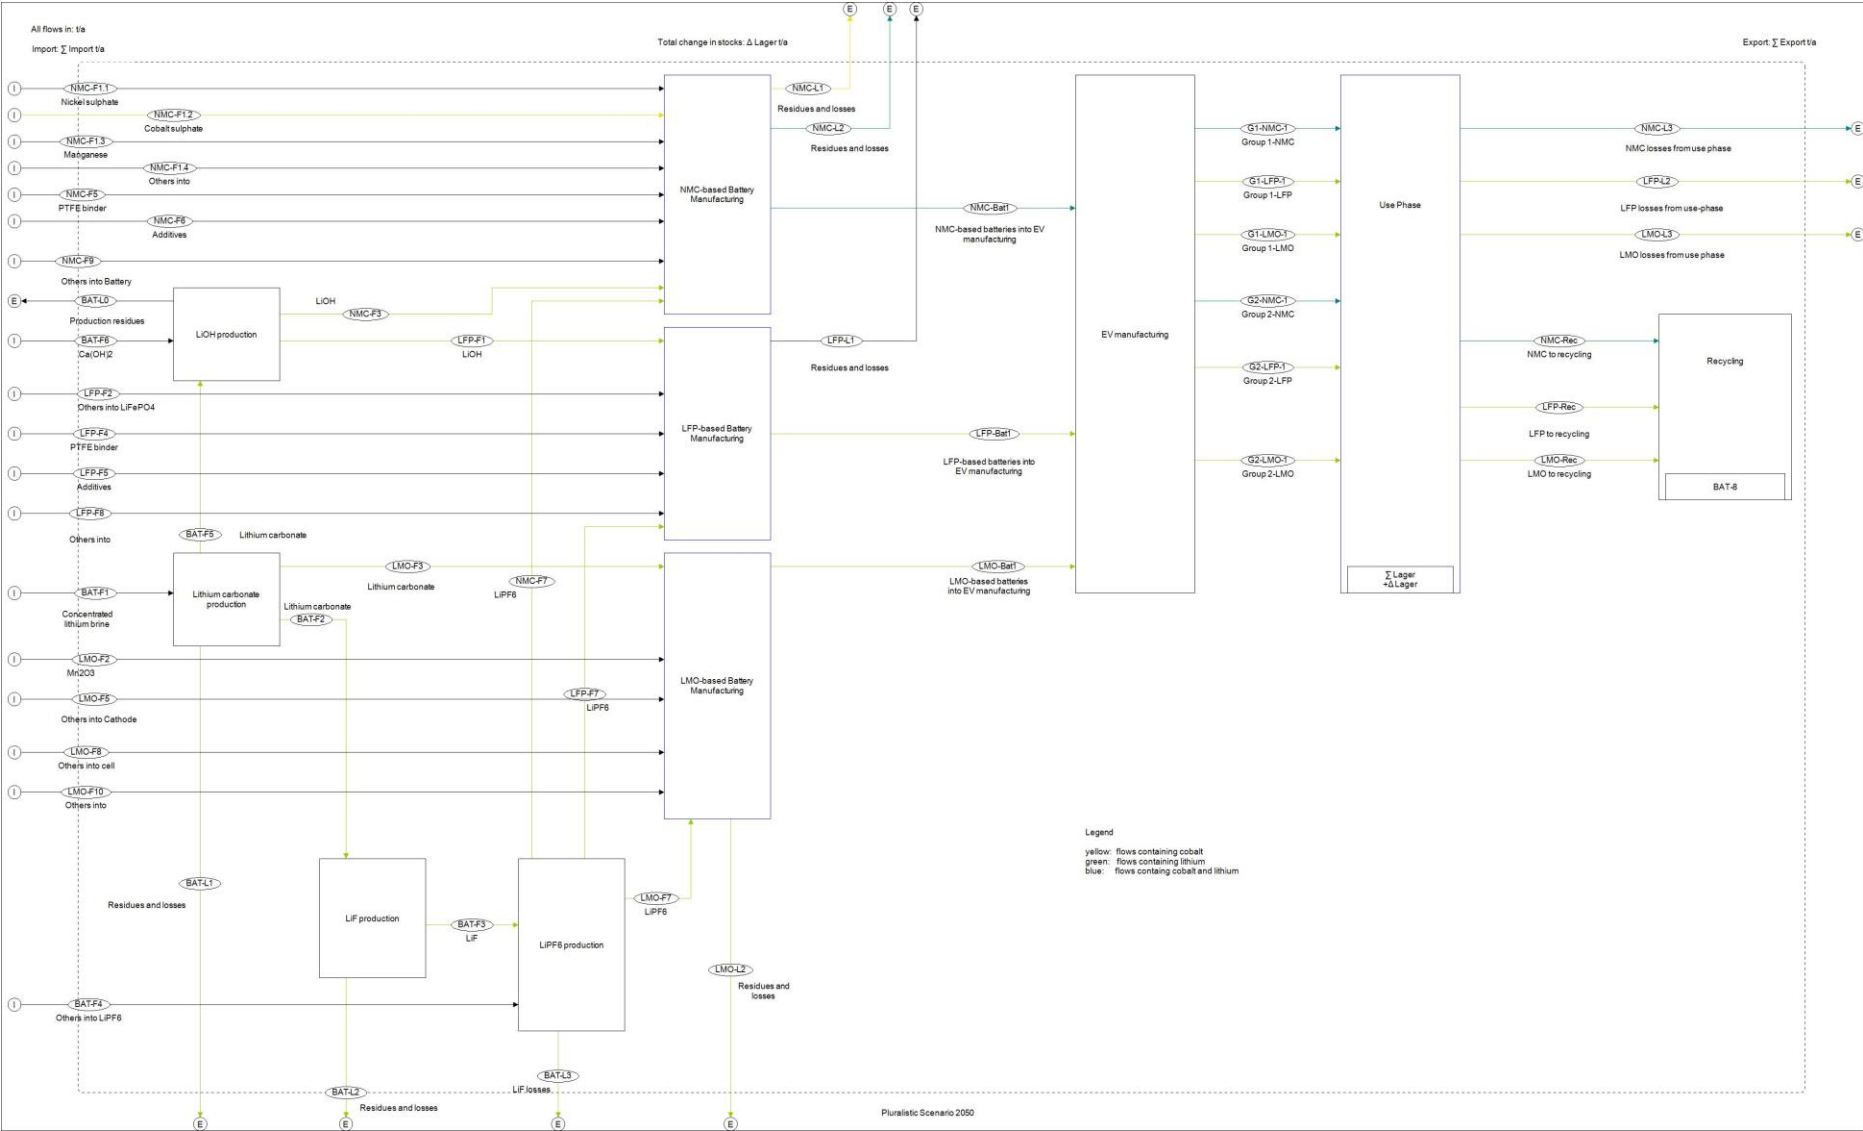 All flows in: t/a
Import: ∑ Import t/a
Total change in stocks: Δ Lager t/a
Export: ∑ Export t/a
E
E
E
I
NMC-F1.1
Nickel sulphate
I
NMC-F1.2
Cobalt sulphate
I
NMC-F1.3
Manganese
I
NMC-F1.4
Others into
I
NMC-F5
PTFE binder
I
NMC-F6
Additives
I
NMC-F9
Others into Battery
E
BAT-L0
Production residues
I
BAT-F6
Ca(OH)2
LiOH production
LiOH
NMC-F3
LFP-F1
LiOH
I
LFP-F2
Others into LiFePO4
I
LFP-F4
PTFE binder
I
LFP-F5
Additives
I
LFP-F8
Others into
BAT-F5
Lithium carbonate
I
BAT-F1
Concentrated
lithium brine
Lithium carbonate
production
LMO-F3
Lithium carbonate
Lithium carbonate
BAT-F2
NMC-F7
LiPF6
I
LMO-F2
Mn2O3
I
LMO-F5
Others into Cathode
LFP-F7
LiPF6
I
LMO-F8
Others into cell
I
LMO-F10
Others into
NMC-based Battery
Manufacturing
NMC-L1
Residues and losses
NMC-L2
Residues and losses
NMC-Bat1
NMC-based batteries into EV
manufacturing
LFP-based Battery
Manufacturing
LFP-L1
Residues and losses
LFP-Bat1
LFP-based batteries into
EV manufacturing
LMO-based Battery
Manufacturing
LMO-Bat1
LMO-based batteries
into EV manufacturing
EV manufacturing
G1-NMC-1
Group 1-NMC
G1-LFP-1
Group 1-LFP
G1-LMO-1
Group 1-LMO
G2-NMC-1
Group 2-NMC
G2-LFP-1
Group 2-LFP
G2-LMO-1
Group 2-LMO
Use Phase
∑ Lager
+Δ Lager
NMC-L3
E
NMC losses from use phase
LFP-L2
E
LFP losses from use-phase
LMO-L3
E
LMO losses from use phase
NMC-Rec
NMC to recycling
LFP-Rec
LFP to recycling
LMO-Rec
LMO to recycling
Recycling
BAT-8
BAT-L1
Residues and losses
LiF production
BAT-F3
LiF
LiPF6 production
LMO-F7
LiPF6
LMO-L2
Residues and
losses
I
BAT-F4
Others into LiPF6
BAT-L2
Residues and losses
BAT-L3
LiF losses
E
E
E
E
Legend
yellow: flows containing cobalt
green: flows containing lithium
blue: flows containg cobalt and lithium
Pluralistic Scenario 2050